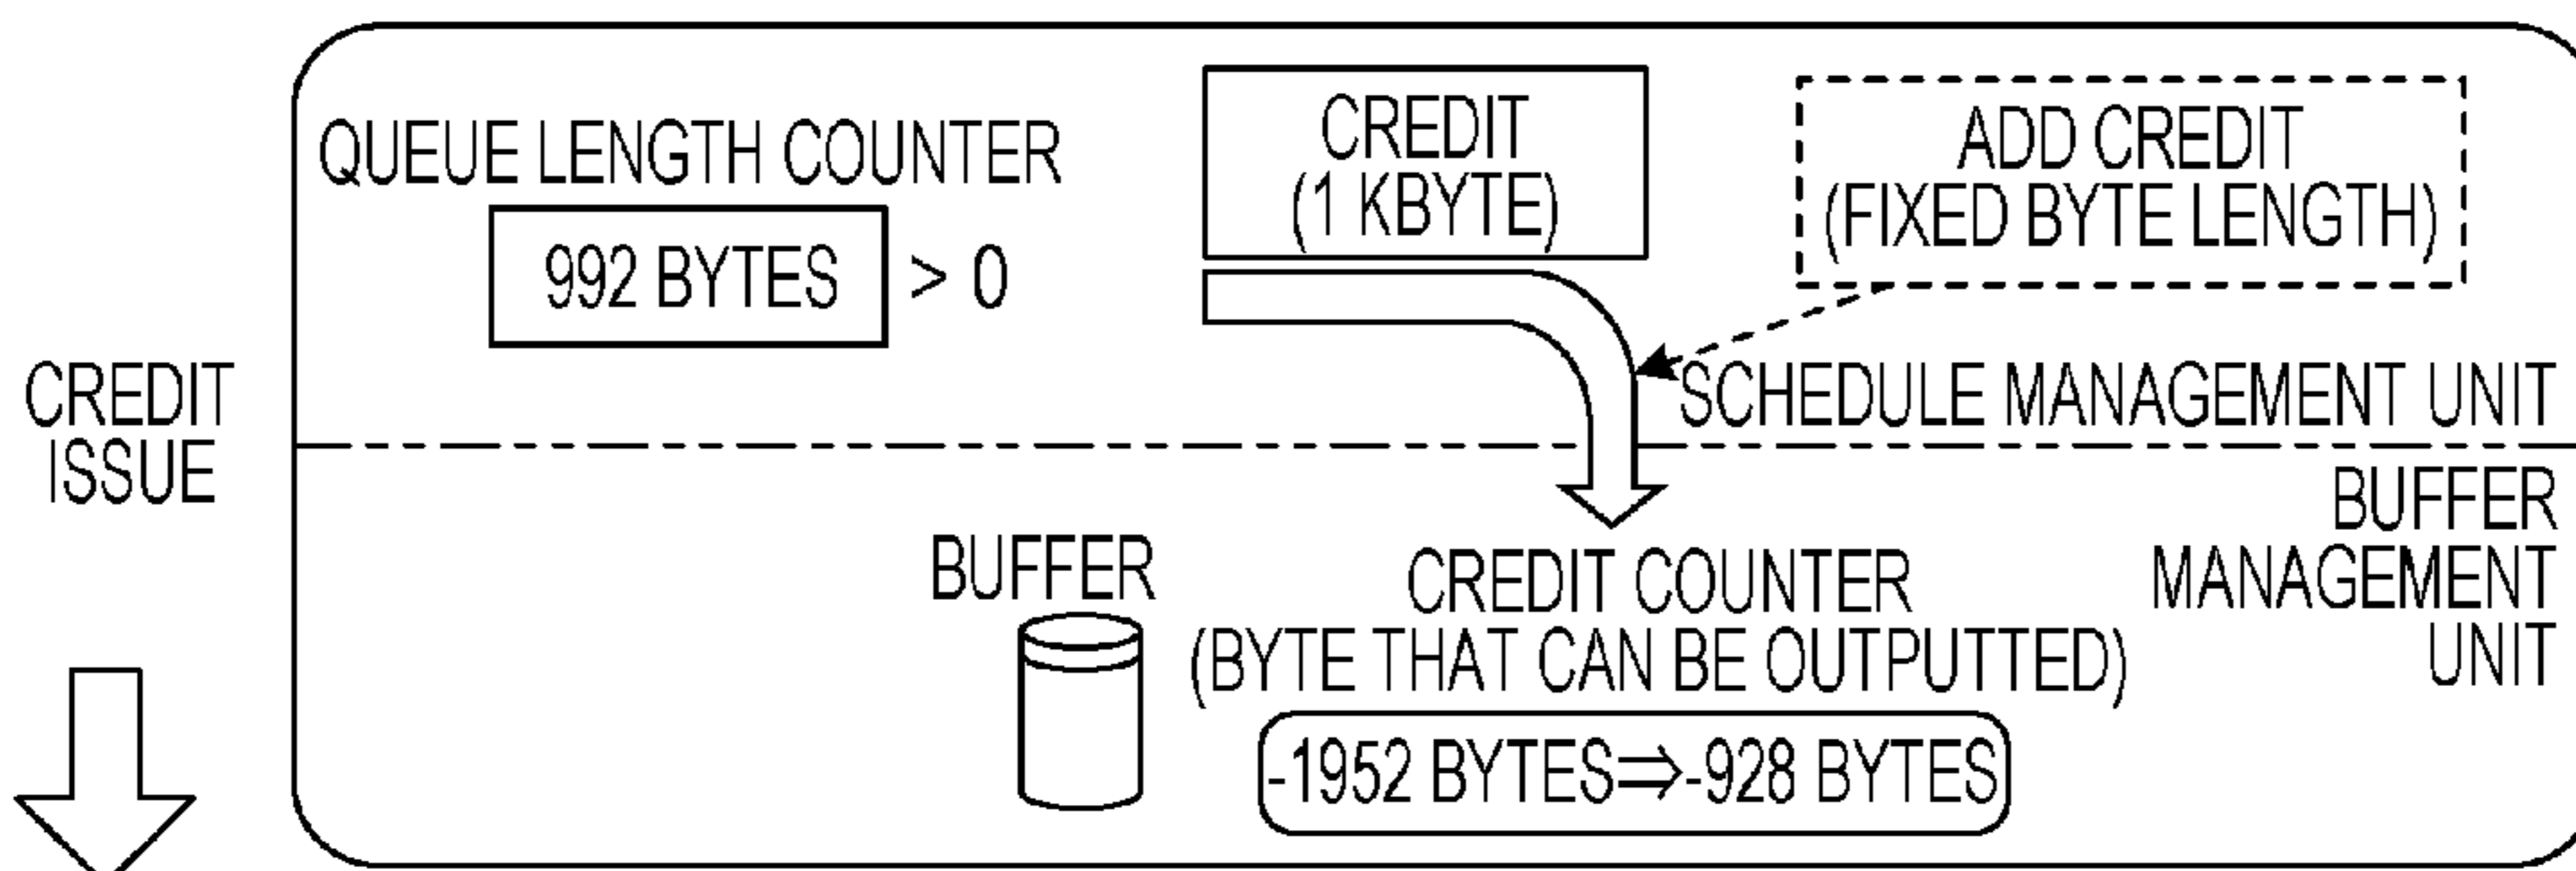 QUEUE LENGTH COUNTER
992 BYTES > 0
CREDIT
(1 KBYTE)
ADD CREDIT
(FIXED BYTE LENGTH)
SCHEDULE MANAGEMENT UNIT
CREDIT
ISSUE
BUFFER
MANAGEMENT
UNIT
BUFFER
CREDIT COUNTER
(BYTE THAT CAN BE OUTPUTTED)
-1952 BYTES⇒-928 BYTES